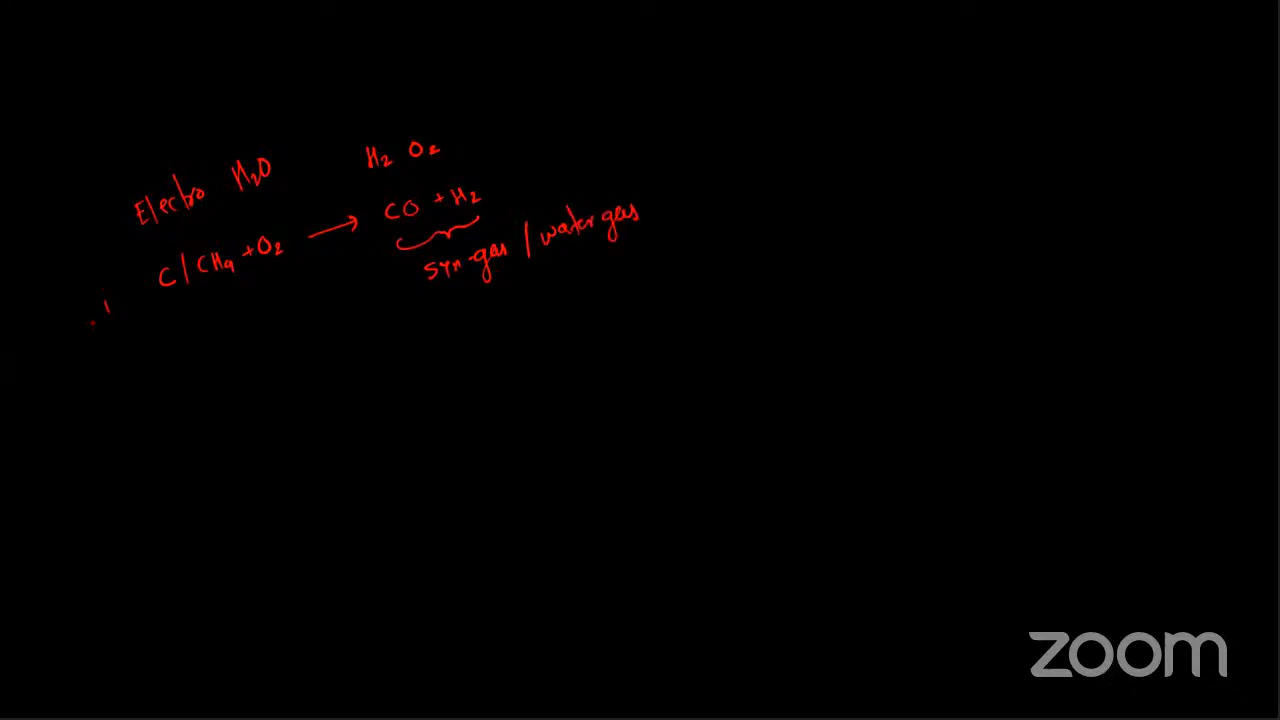 Electro H₂O H₂ O₂
C/CH₄ + O₂ → CO + H₂
syn-gas / water gas
zoom